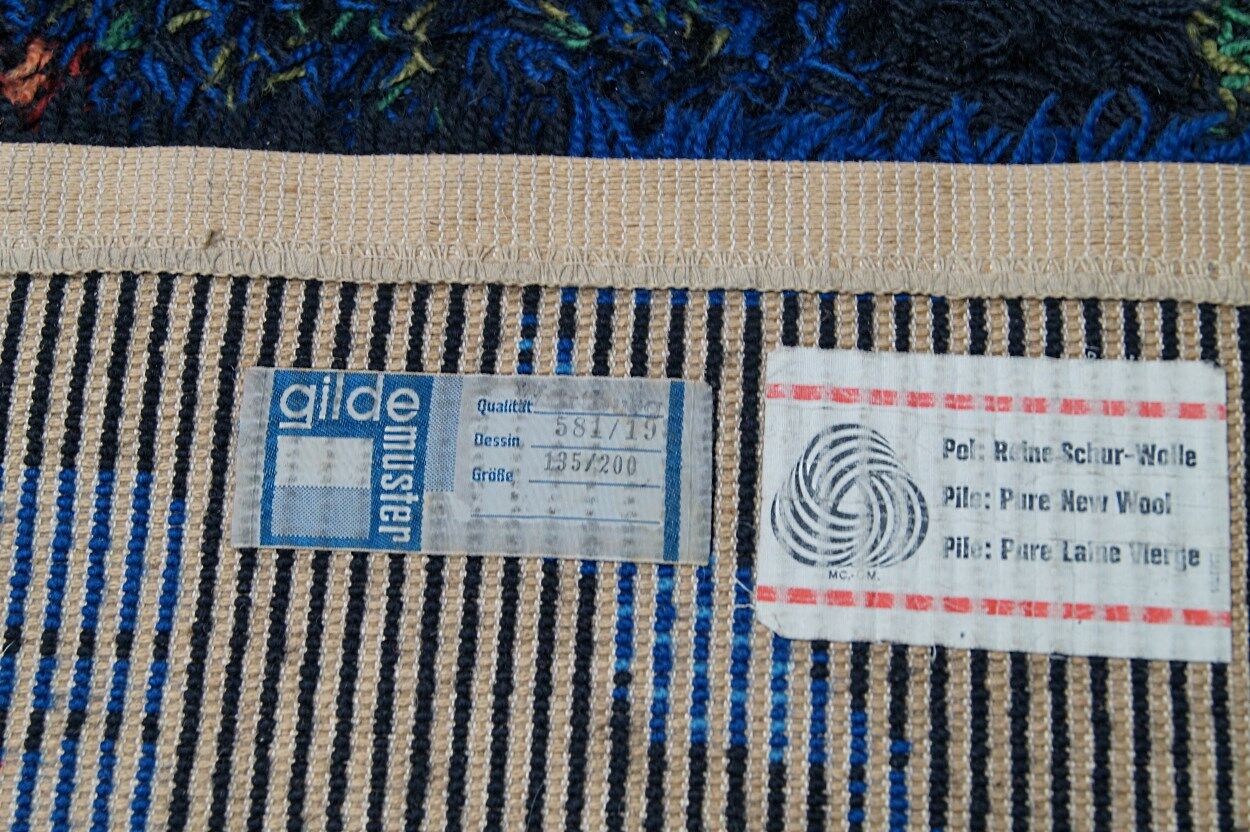 gilde
muster
Qualität
Dessin 581/19
Größe 135/200
Pol: Reine Schur-Wolle
Pile: Pure New Wool
Pile: Pure Laine Vierge